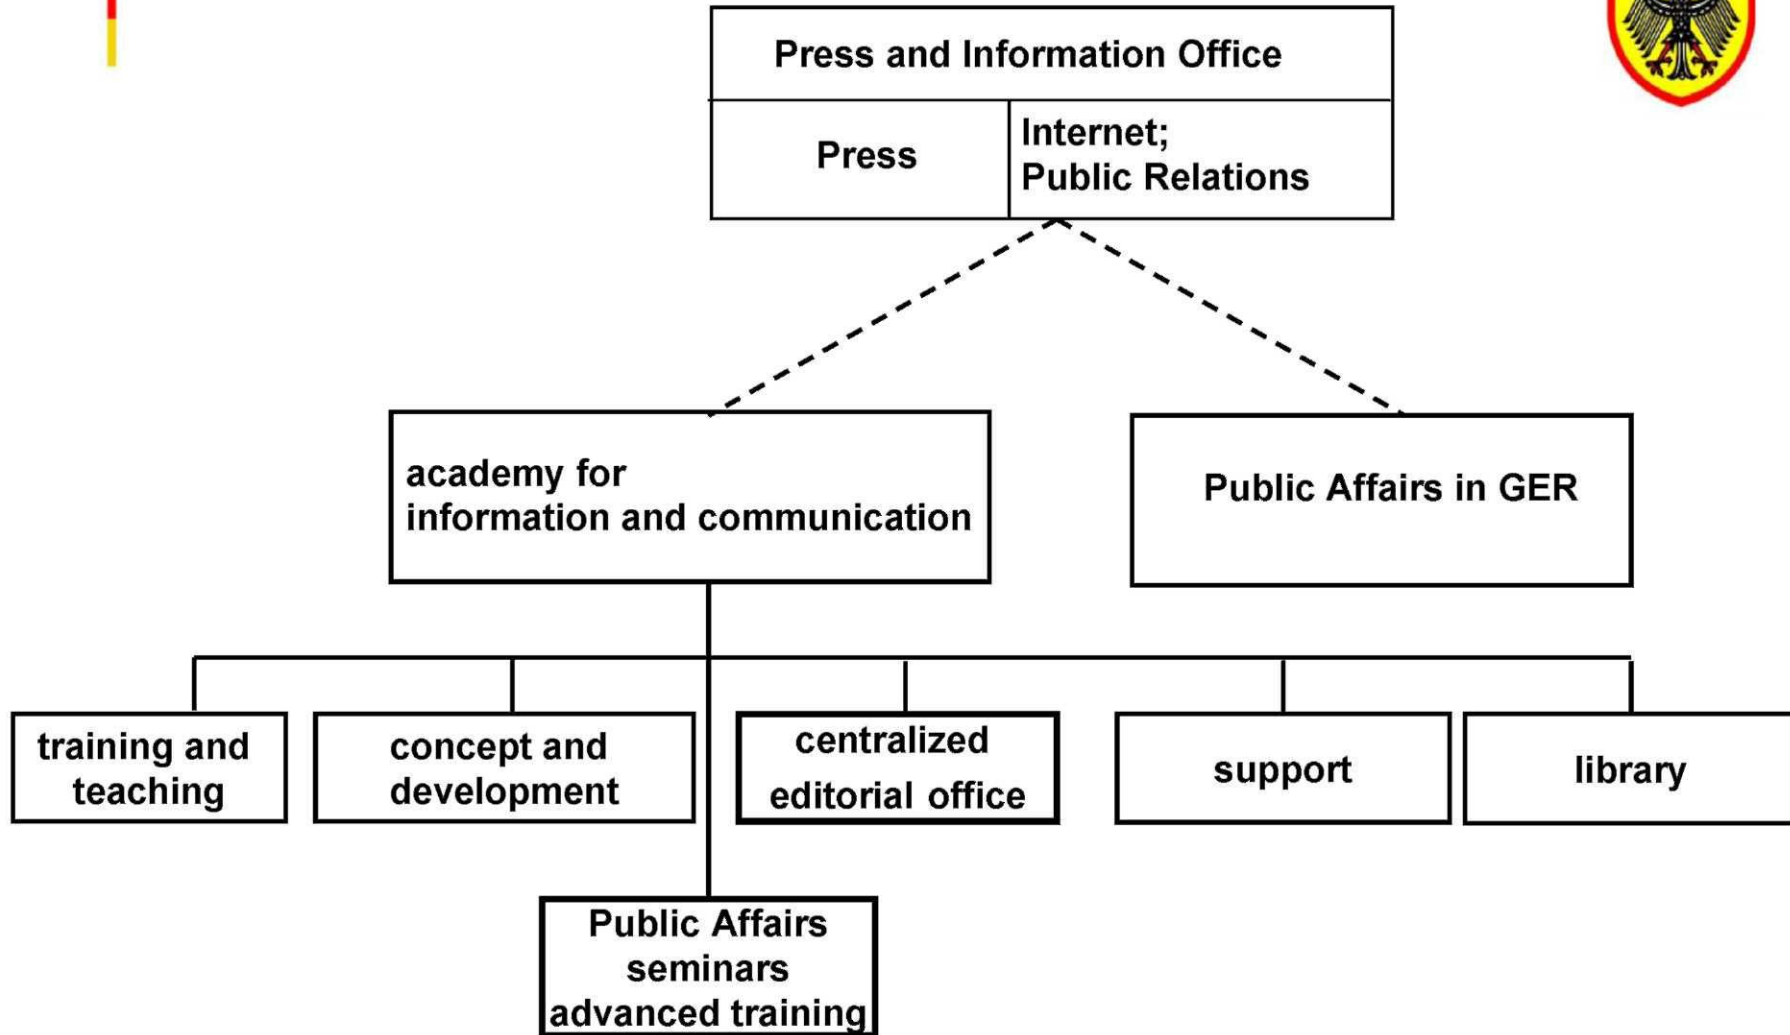 Press and Information Office
Press
Internet;
Public Relations
academy for
information and communication
Public Affairs in GER
training and
teaching
concept and
development
centralized
editorial office
support
library
Public Affairs
seminars
advanced training